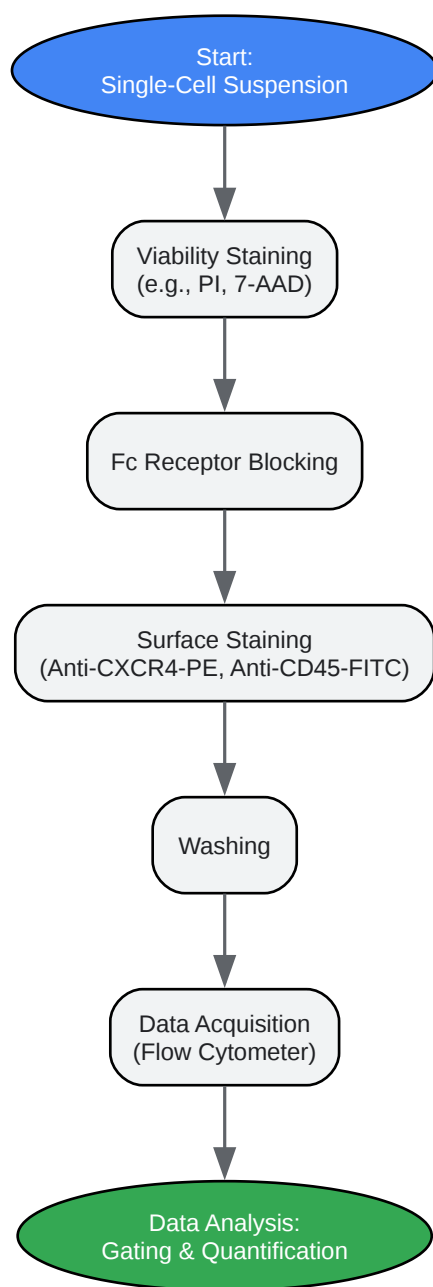 Start:
Single-Cell Suspension
Viability Staining
(e.g., PI, 7-AAD)
Fc Receptor Blocking
Surface Staining
(Anti-CXCR4-PE, Anti-CD45-FITC)
Washing
Data Acquisition
(Flow Cytometer)
Data Analysis:
Gating & Quantification